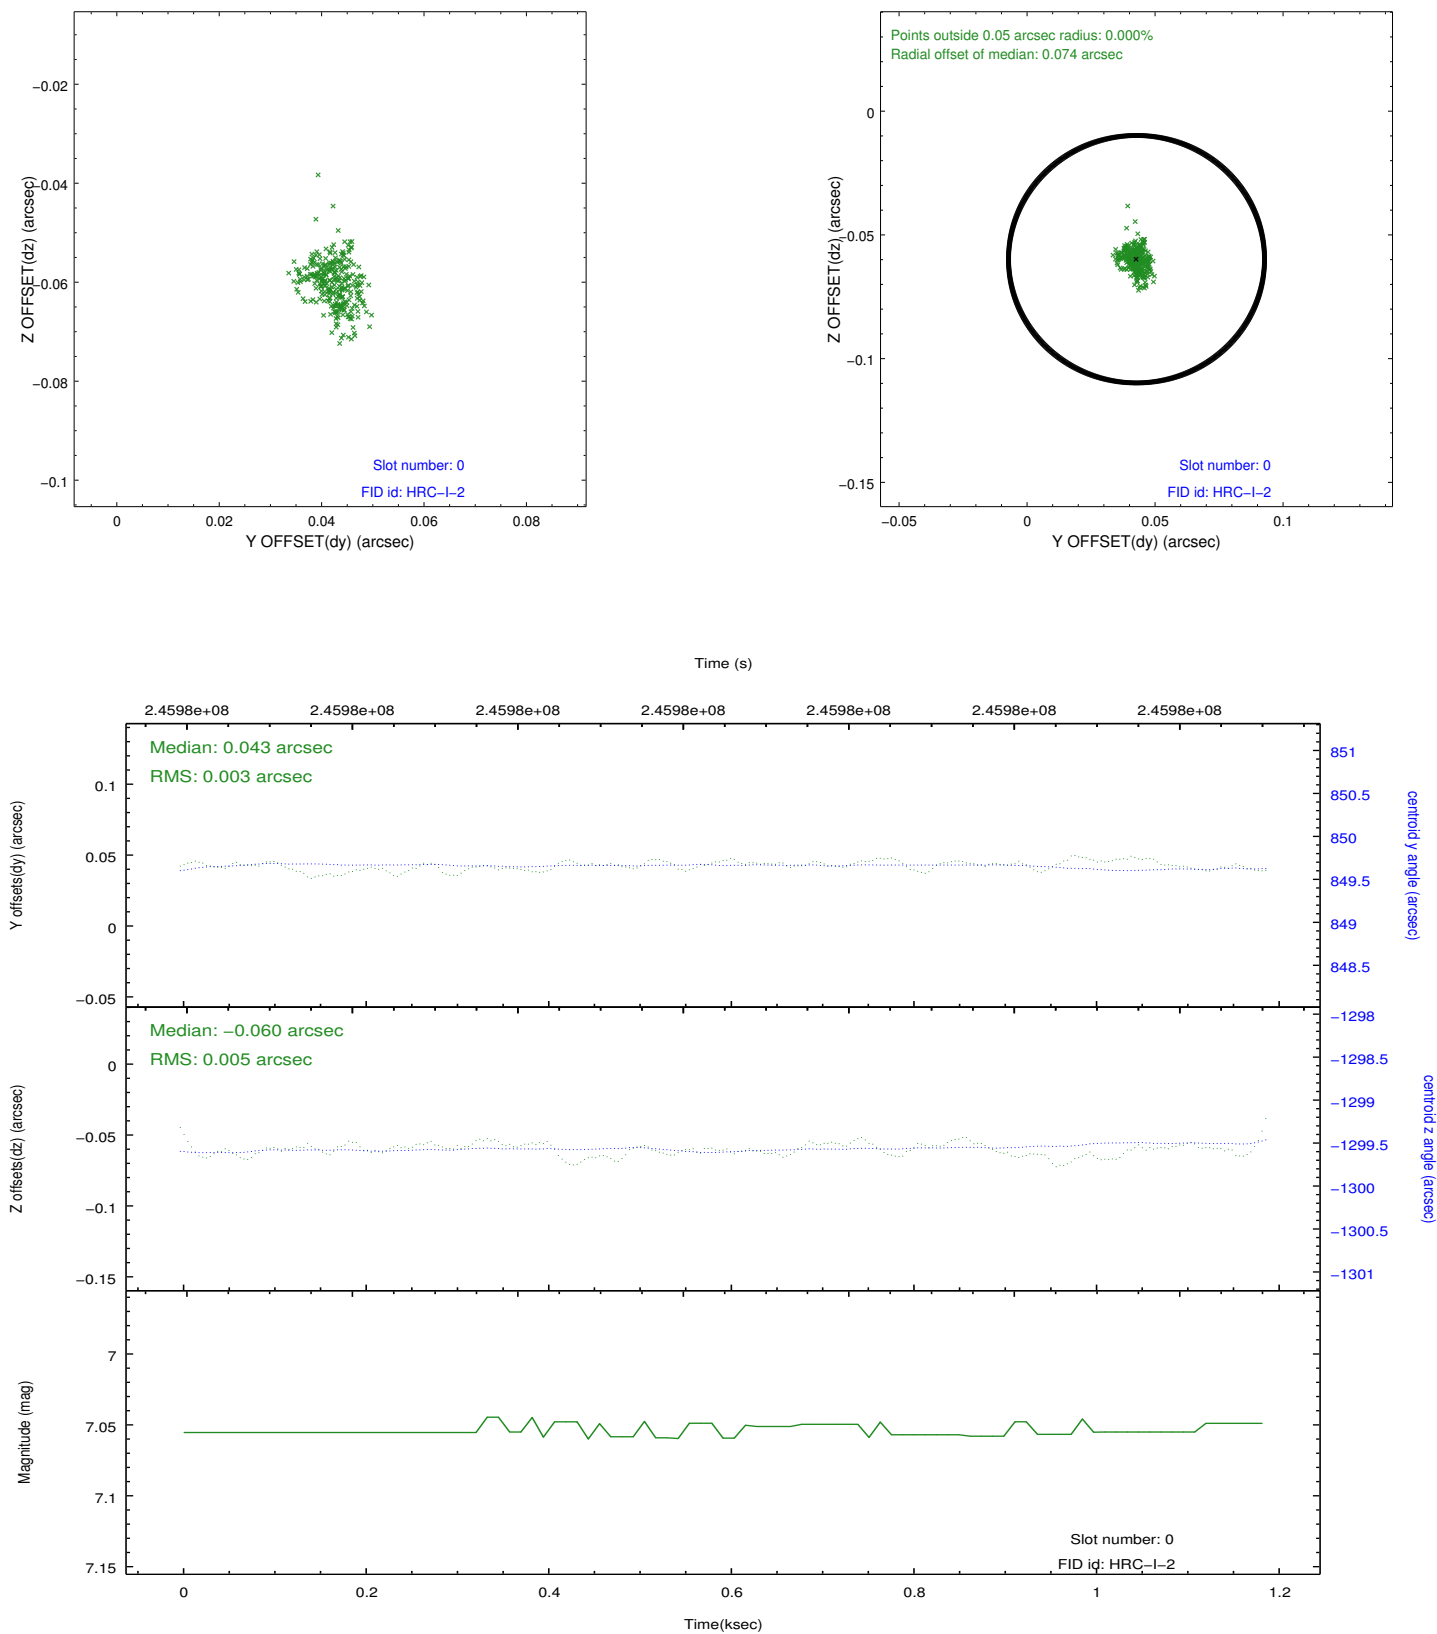 −0.02
−0.04
−0.06
−0.08
−0.1
Z OFFSET(dz) (arcsec)
Slot number: 0
FID id: HRC−I−2
0 0.02 0.04 0.06 0.08
Y OFFSET(dy) (arcsec)
Points outside 0.05 arcsec radius: 0.000%
Radial offset of median: 0.074 arcsec
0
−0.05
−0.1
−0.15
Z OFFSET(dz) (arcsec)
Slot number: 0
FID id: HRC−I−2
−0.05 0 0.05 0.1
Y OFFSET(dy) (arcsec)
Time (s)
2.4598e+08 2.4598e+08 2.4598e+08 2.4598e+08 2.4598e+08 2.4598e+08 2.4598e+08
Median: 0.043 arcsec
RMS: 0.003 arcsec
0.1
0.05
0
−0.05
Y offsets(dy) (arcsec)
851
850.5
850
849.5
849
848.5
centroid y angle (arcsec)
Median: −0.060 arcsec
RMS: 0.005 arcsec
0
−0.05
−0.1
−0.15
Z offsets(dz) (arcsec)
−1298
−1298.5
−1299
−1299.5
−1300
−1300.5
−1301
centroid z angle (arcsec)
7
7.05
7.1
7.15
Magnitude (mag)
Slot number: 0
FID id: HRC−I−2
0 0.2 0.4 0.6 0.8 1 1.2
Time(ksec)